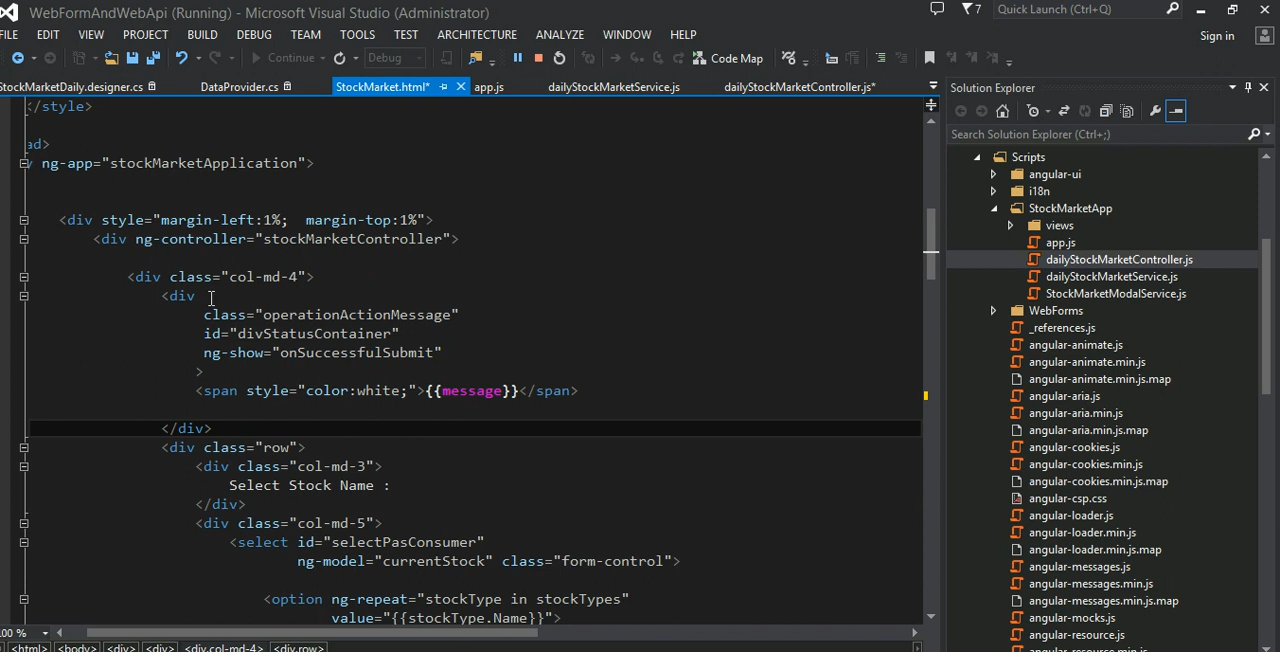 WebFormAndWebApi (Running) - Microsoft Visual Studio (Administrator)
7
Quick Launch (Ctrl+Q)
FILE EDIT VIEW PROJECT BUILD DEBUG TEAM TOOLS TEST ARCHITECTURE ANALYZE WINDOW HELP
Sign in
Continue Debug Code Map
StockMarketDaily.designer.cs DataProvider.cs StockMarket.html* app.js dailyStockMarketService.js dailyStockMarketController.js*
</style>
ad>
ng-app="stockMarketApplication">
<div style="margin-left:1%; margin-top:1%">
<div ng-controller="stockMarketController">
<div class="col-md-4">
<div
class="operationActionMessage"
id="divStatusContainer"
ng-show="onSuccessfulSubmit"
>
<span style="color:white;">{{message}}</span>
</div>
<div class="row">
<div class="col-md-3">
Select Stock Name :
</div>
<div class="col-md-5">
<select id="selectPasConsumer"
ng-model="currentStock" class="form-control">
<option ng-repeat="stockType in stockTypes"
value="{{stockType.Name}}">
00 %
<html> <body> <div> <div> <div.col-md-4> <div.row>
Solution Explorer
Search Solution Explorer (Ctrl+;)
Scripts
angular-ui
i18n
StockMarketApp
views
app.js
dailyStockMarketController.js
dailyStockMarketService.js
StockMarketModalService.js
WebForms
_references.js
angular-animate.js
angular-animate.min.js
angular-animate.min.js.map
angular-aria.js
angular-aria.min.js
angular-aria.min.js.map
angular-cookies.js
angular-cookies.min.js
angular-cookies.min.js.map
angular-csp.css
angular-loader.js
angular-loader.min.js
angular-loader.min.js.map
angular-messages.js
angular-messages.min.js
angular-messages.min.js.map
angular-mocks.js
angular-resource.js
angular-resource.min.js